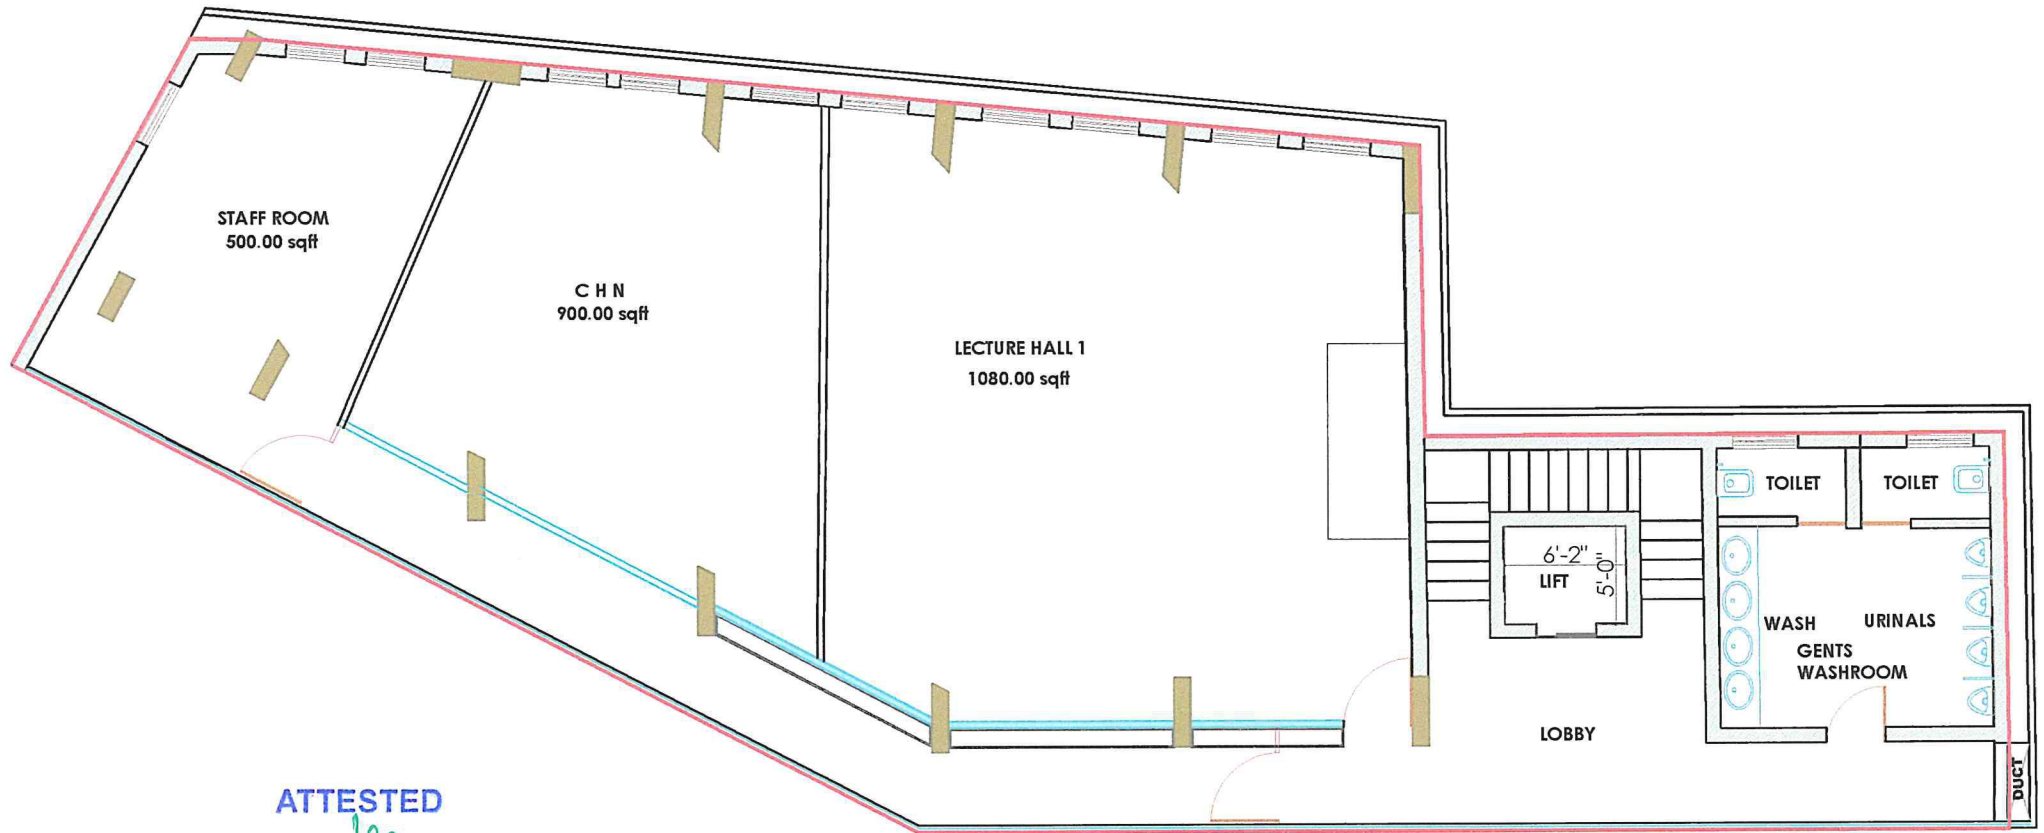 STAFF ROOM
500.00 sqft
C H N
900.00 sqft
LECTURE HALL 1
1080.00 sqft
TOILET
TOILET
6'-2"
5'-0"
LIFT
WASH
URINALS
GENTS
WASHROOM
LOBBY
DUCT
ATTESTED